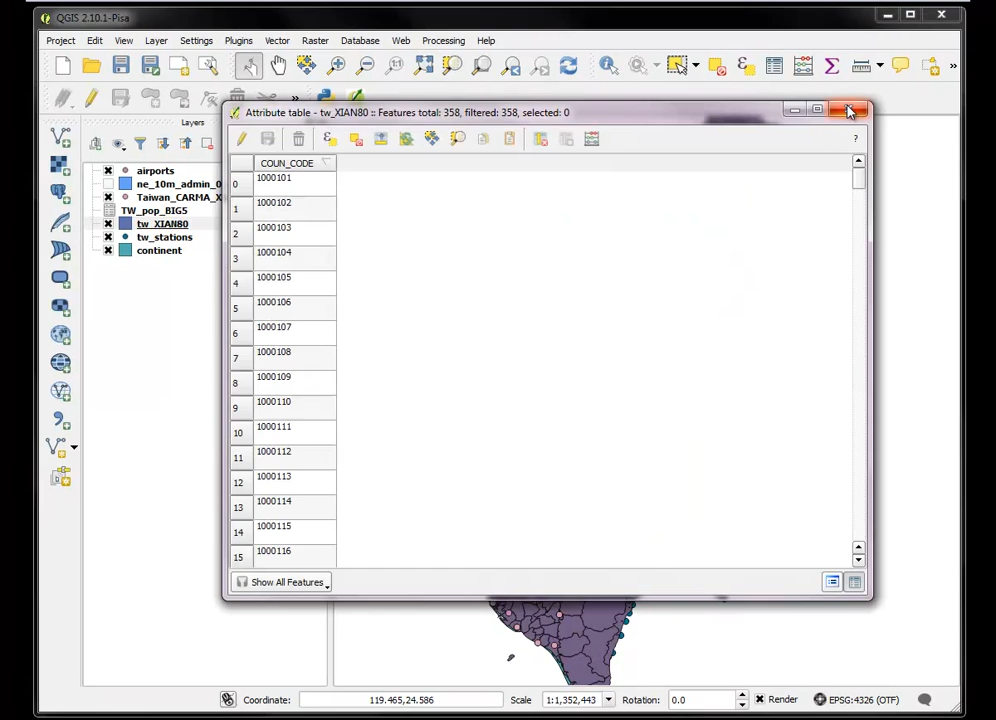 QGIS 2.10.1-Pisa
Project Edit View Layer Settings Plugins Vector Raster Database Web Processing Help
Attribute table - tw_XIAN80 :: Features total: 358, filtered: 358, selected: 0
Layers
airports
ne_10m_admin_0
Taiwan_CARMA_X
TW_pop_BIG5
tw_XIAN80
tw_stations
continent
?
COUN_CODE
0 1000101
1 1000102
2 1000103
3 1000104
4 1000105
5 1000106
6 1000107
7 1000108
8 1000109
9 1000110
10 1000111
11 1000112
12 1000113
13 1000114
14 1000115
15 1000116
Show All Features
Coordinate: 119.465,24.586 Scale 1:1,352,443 Rotation: 0.0 Render EPSG:4326 (OTF)